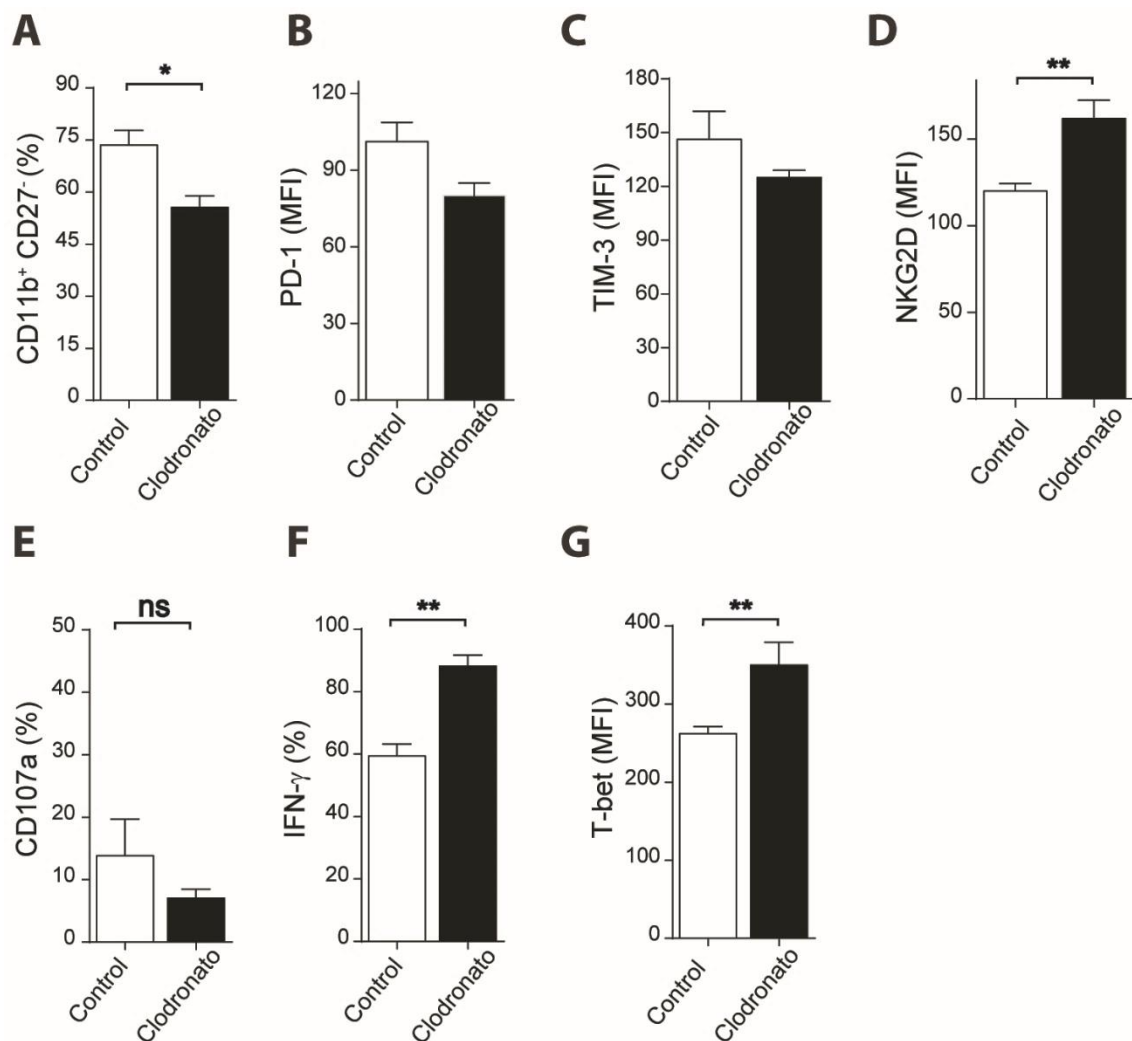 A
CD11b⁺ CD27⁻ (%)
90
75
60
45
30
15
0
*
Control
Clodronato
B
PD-1 (MFI)
120
90
60
30
0
Control
Clodronato
C
TIM-3 (MFI)
180
150
120
90
60
30
0
Control
Clodronato
D
NKG2D (MFI)
150
100
50
0
**
Control
Clodronato
E
CD107a (%)
50
40
30
20
10
0
ns
Control
Clodronato
F
IFN-γ (%)
100
80
60
40
20
0
**
Control
Clodronato
G
T-bet (MFI)
400
300
200
100
0
**
Control
Clodronato